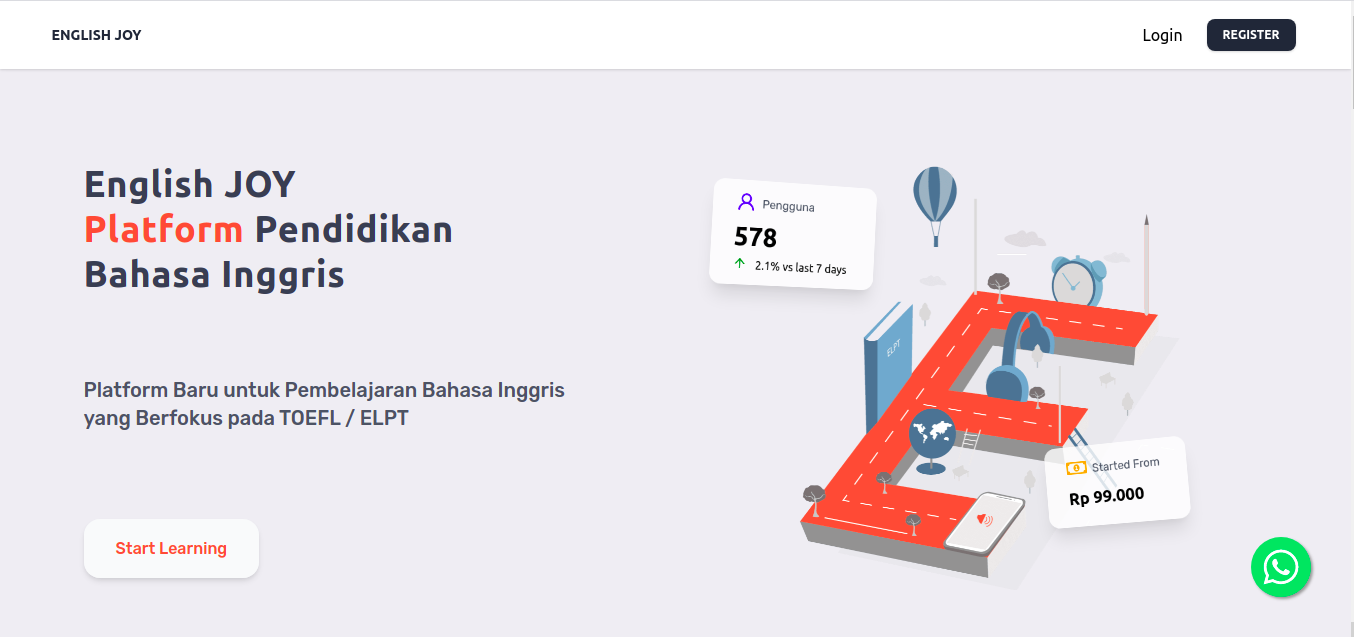 ENGLISH JOY
Login
REGISTER
English JOY
Platform Pendidikan
Bahasa Inggris
Platform Baru untuk Pembelajaran Bahasa Inggris
yang Berfokus pada TOEFL / ELPT
Start Learning
Pengguna
578
2.1% vs last 7 days
ELPT
Started From
Rp 99.000